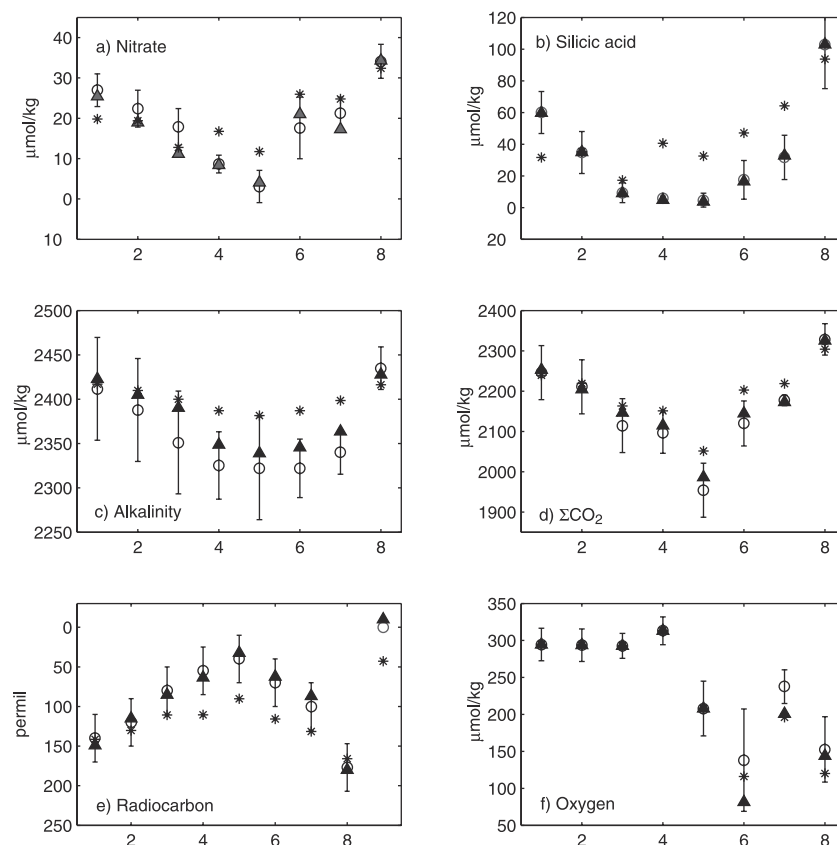 a) Nitrate
μmol/kg
40
30
20
10
0
10
2 4 6 8
b) Silicic acid
μmol/kg
120
100
80
60
40
20
0
20
2 4 6 8
c) Alkalinity
μmol/kg
2500
2450
2400
2350
2300
2250
2 4 6 8
d) ΣCO₂
μmol/kg
2400
2300
2200
2100
2000
1900
2 4 6 8
e) Radiocarbon
permil
0
50
100
150
200
250
2 4 6 8
f) Oxygen
μmol/kg
350
300
250
200
150
100
50
2 4 6 8